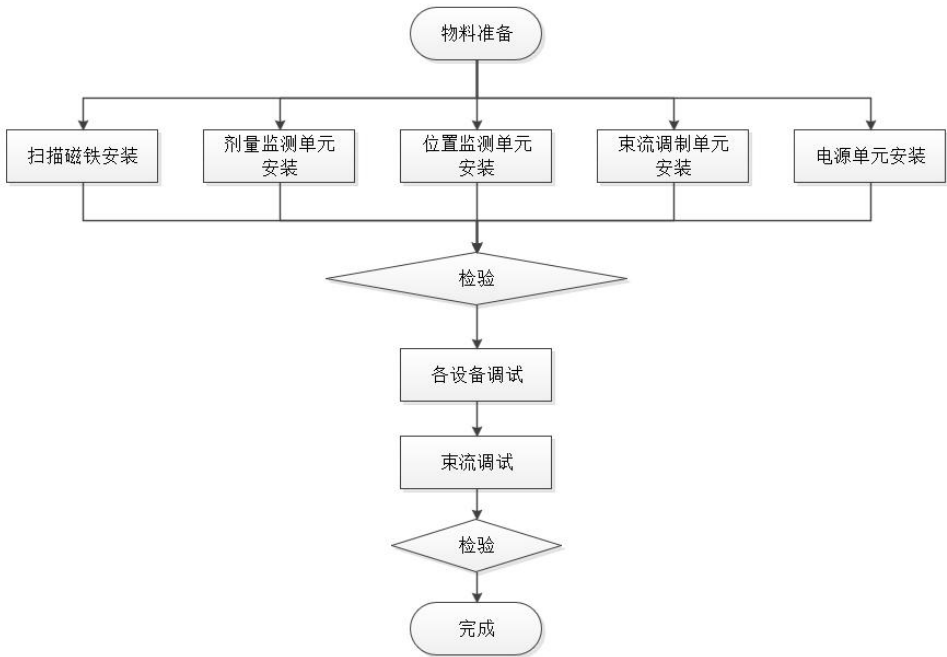 物料准备
扫描磁铁安装
剂量监测单元
安装
位置监测单元
安装
束流调制单元
安装
电源单元安装
检验
各设备调试
束流调试
检验
完成